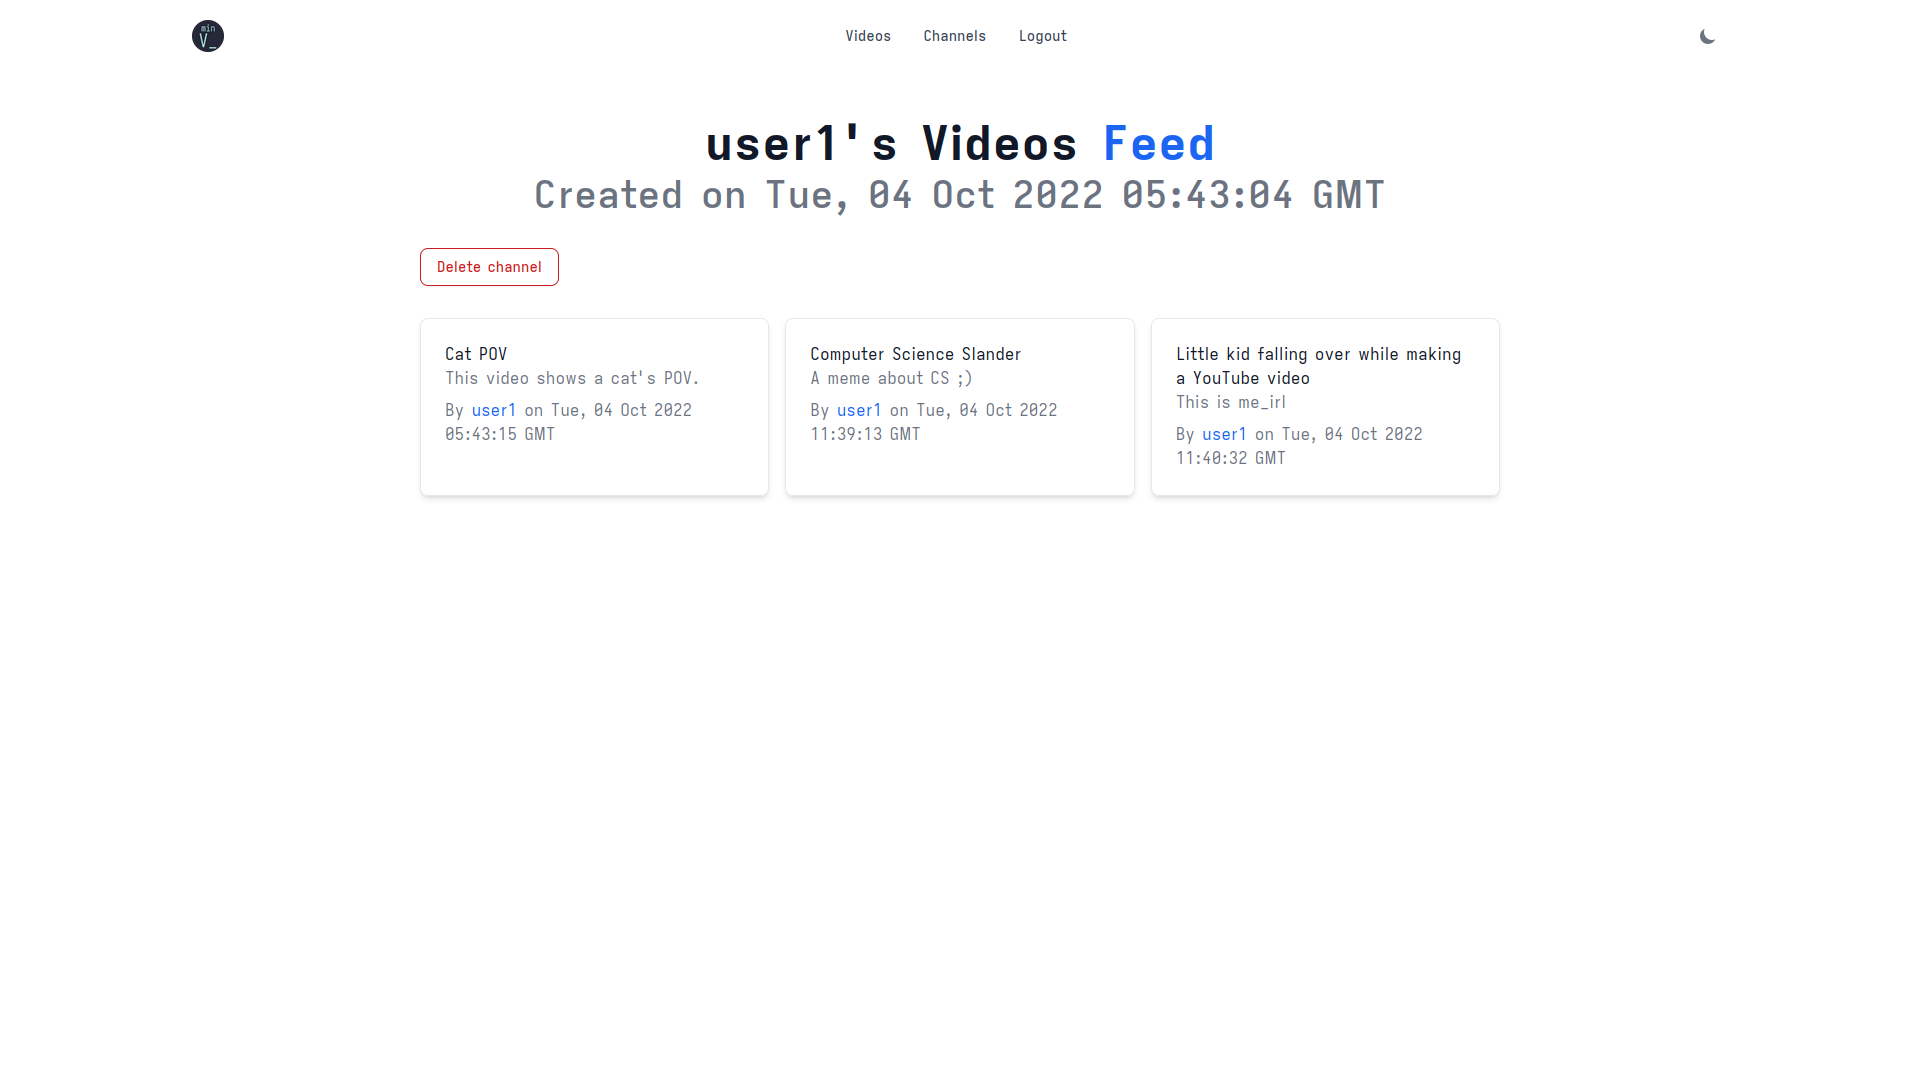 min
V_
Videos
Channels
Logout
user1's Videos Feed
Created on Tue, 04 Oct 2022 05:43:04 GMT
Delete channel
Cat POV
This video shows a cat's POV.
By user1 on Tue, 04 Oct 2022
05:43:15 GMT
Computer Science Slander
A meme about CS ;)
By user1 on Tue, 04 Oct 2022
11:39:13 GMT
Little kid falling over while making
a YouTube video
This is me_irl
By user1 on Tue, 04 Oct 2022
11:40:32 GMT